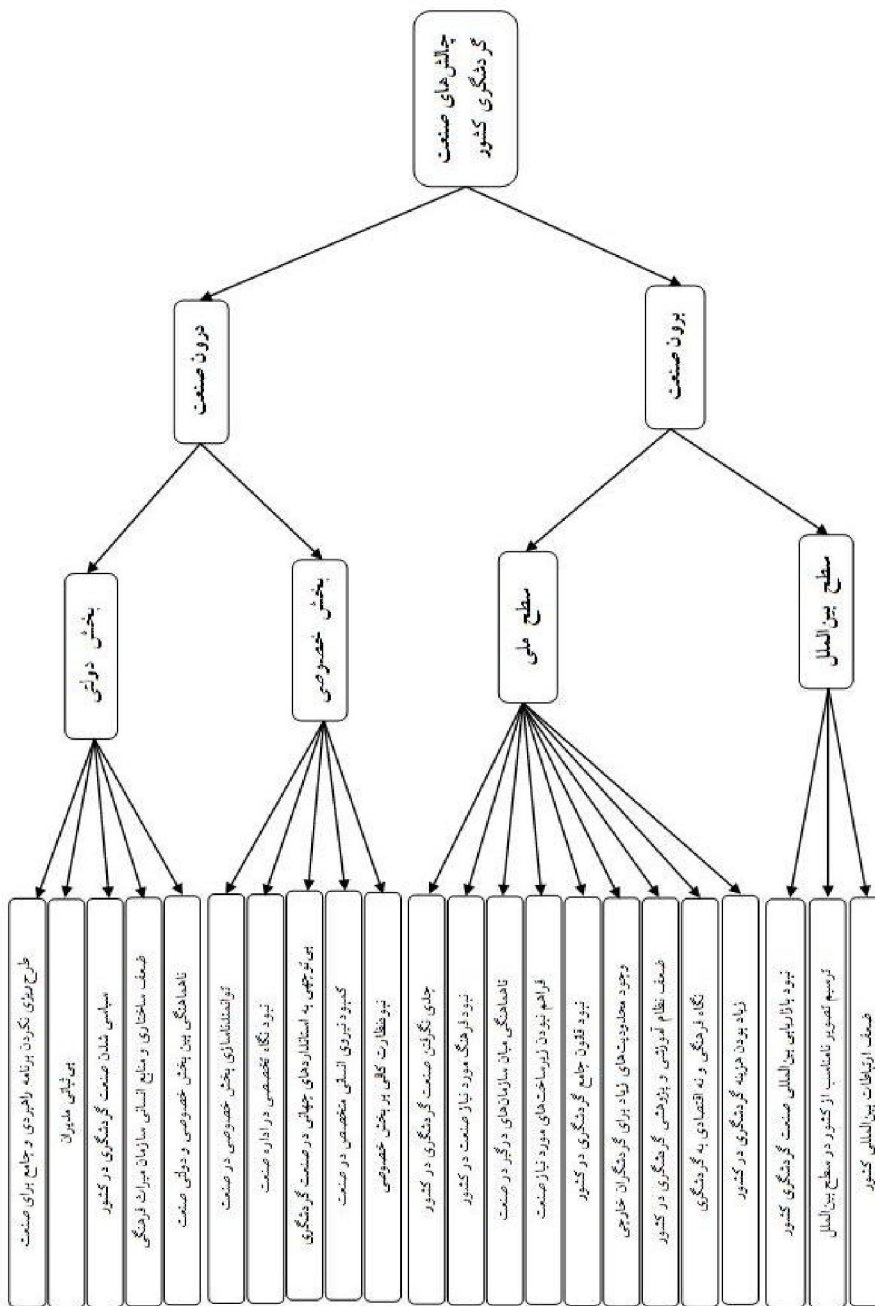 چالش‌های صنعت
گردشگری کشور
برون صنعت
درون صنعت
سطح بین‌الملل
سطح ملی
بخش خصوصی
بخش دولتی
ضعف ارتباطات بین‌المللی کشور
ترسیم تصویر نامناسب از کشور در سطح بین‌الملل
نبود بازاریابی بین‌المللی صنعت گردشگری کشور
زیاد بودن هزینه گردشگری در کشور
نگاه فرهنگی و نه اقتصادی به گردشگری
ضعف نظام آموزشی و پژوهشی گردشگری در کشور
وجود محدودیت‌های زیاد برای گردشگران خارجی
نبود قانون جامع گردشگری در کشور
فراهم نبودن زیرساخت‌های مورد نیاز صنعت
ناهماهنگی میان سازمان‌های درگیر در صنعت
نبود فرهنگ مورد نیاز صنعت در کشور
جدی نگرفتن صنعت گردشگری در کشور
نبود نظارت کافی بر بخش خصوصی
کمبود نیروی انسانی متخصص در صنعت
بی‌توجهی به استانداردهای جهانی در صنعت گردشگری
نبود نگاه تخصصی در اداره صنعت
توانمندناسازی بخش خصوصی در صنعت
ناهماهنگی بین بخش خصوصی و دولتی صنعت
ضعف ساختاری و منابع انسانی سازمان میراث فرهنگی
سیاسی شدن صنعت گردشگری در کشور
بی‌ثباتی مدیران
طرح‌ریزی نکردن برنامه راهبردی و جامع برای صنعت